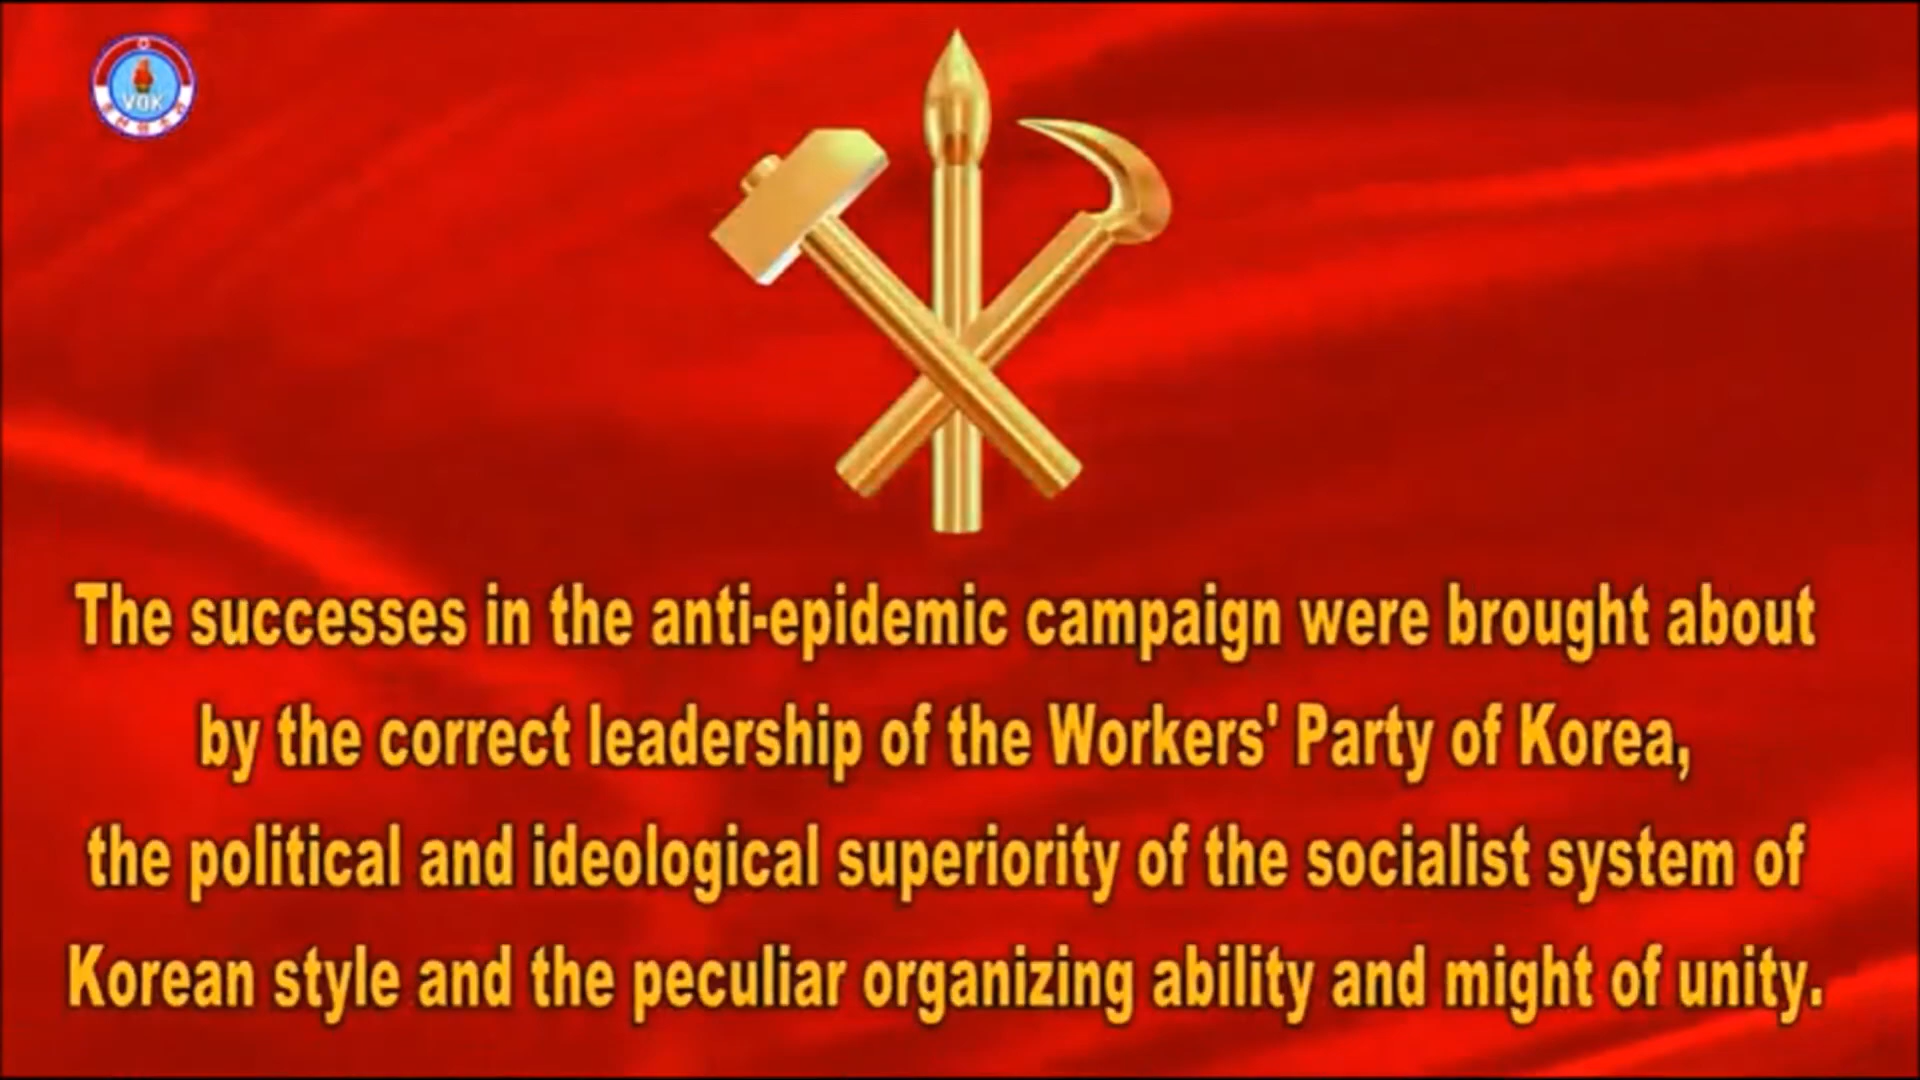 VOK
The successes in the anti-epidemic campaign were brought about
by the correct leadership of the Workers' Party of Korea,
the political and ideological superiority of the socialist system of
Korean style and the peculiar organizing ability and might of unity.